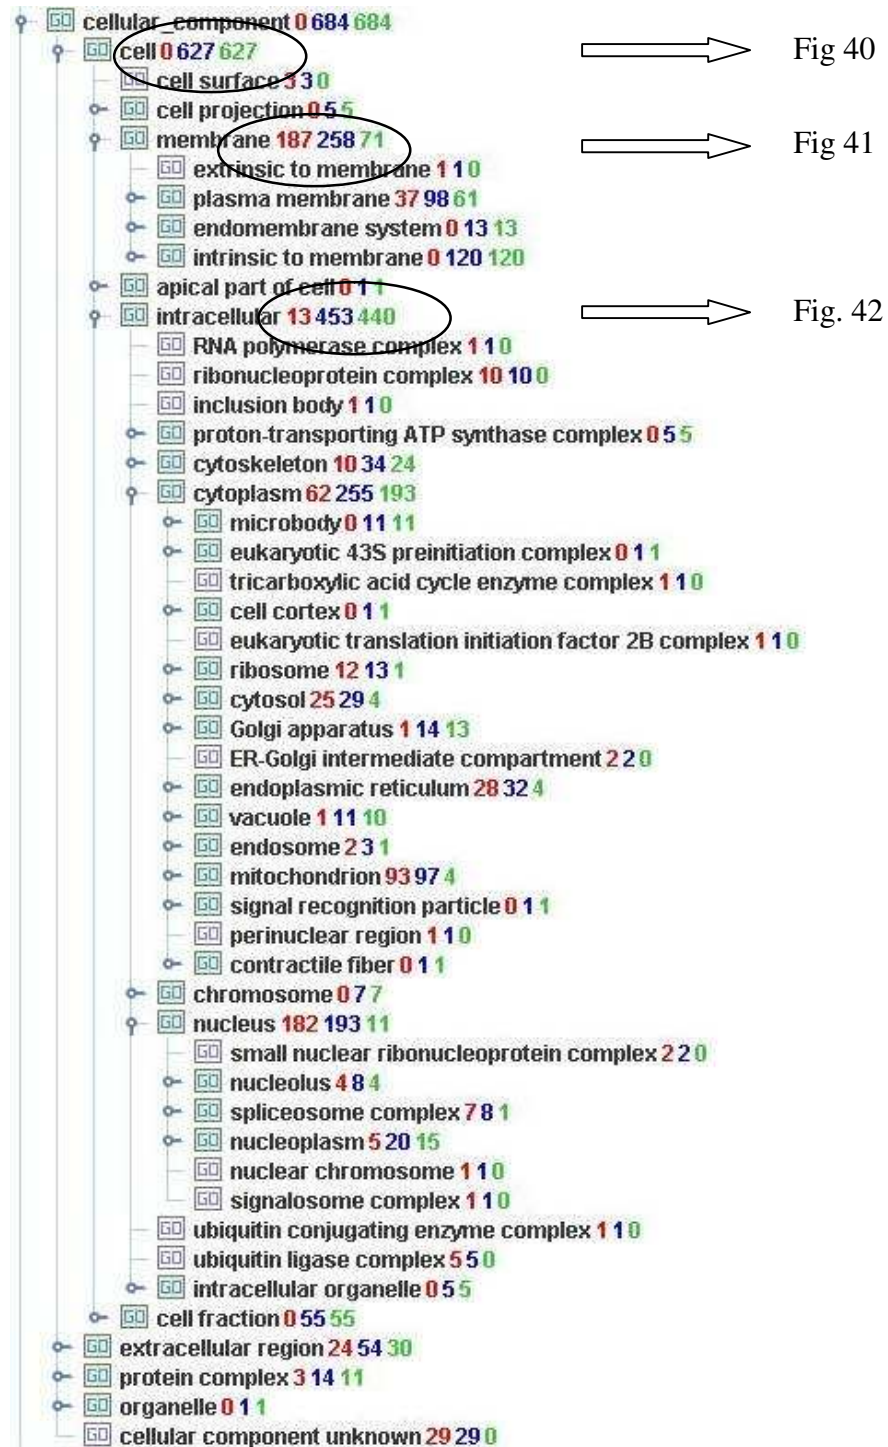 GO cellular_component 0 684 684
GO cell 0 627 627 Fig 40
GO cell surface 3 3 0
GO cell projection 0 5 5
GO membrane 187 258 71 Fig 41
GO extrinsic to membrane 1 1 0
GO plasma membrane 37 98 61
GO endomembrane system 0 13 13
GO intrinsic to membrane 0 120 120
GO apical part of cell 0 1 1
GO intracellular 13 453 440 Fig. 42
GO RNA polymerase complex 1 1 0
GO ribonucleoprotein complex 10 10 0
GO inclusion body 1 1 0
GO proton-transporting ATP synthase complex 0 5 5
GO cytoskeleton 10 34 24
GO cytoplasm 62 255 193
GO microbody 0 11 11
GO eukaryotic 43S preinitiation complex 0 1 1
GO tricarboxylic acid cycle enzyme complex 1 1 0
GO cell cortex 0 1 1
GO eukaryotic translation initiation factor 2B complex 1 1 0
GO ribosome 12 13 1
GO cytosol 25 29 4
GO Golgi apparatus 1 14 13
GO ER-Golgi intermediate compartment 2 2 0
GO endoplasmic reticulum 28 32 4
GO vacuole 1 11 10
GO endosome 2 3 1
GO mitochondrion 93 97 4
GO signal recognition particle 0 1 1
GO perinuclear region 1 1 0
GO contractile fiber 0 1 1
GO chromosome 0 7 7
GO nucleus 182 193 11
GO small nuclear ribonucleoprotein complex 2 2 0
GO nucleolus 4 8 4
GO spliceosome complex 7 8 1
GO nucleoplasm 5 20 15
GO nuclear chromosome 1 1 0
GO signalosome complex 1 1 0
GO ubiquitin conjugating enzyme complex 1 1 0
GO ubiquitin ligase complex 5 5 0
GO intracellular organelle 0 5 5
GO cell fraction 0 55 55
GO extracellular region 24 54 30
GO protein complex 3 14 11
GO organelle 0 1 1
GO cellular component unknown 29 29 0